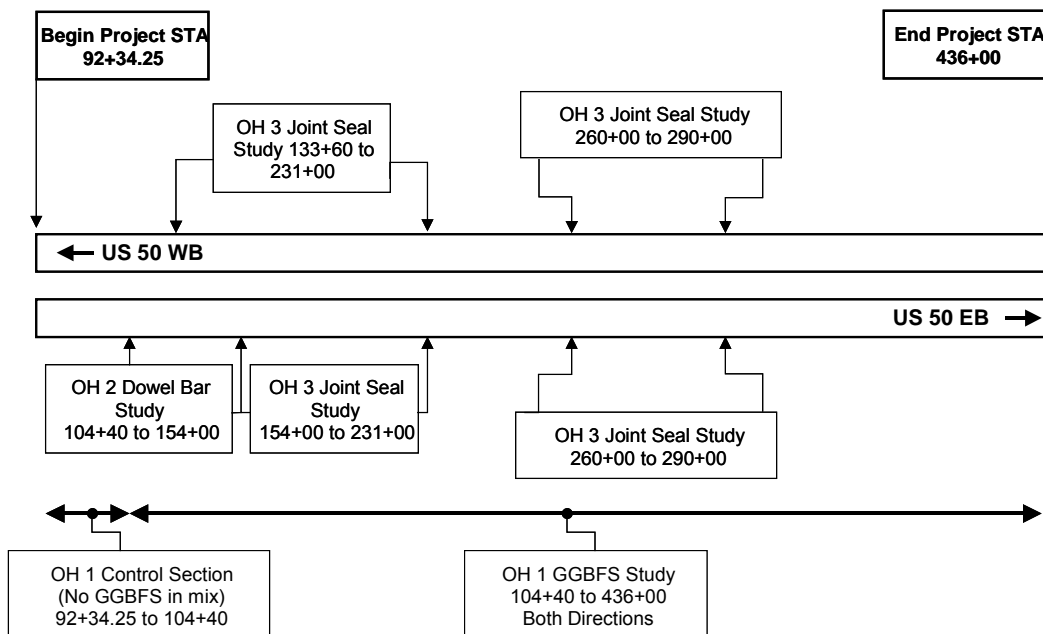 Begin Project STA
92+34.25
End Project STA
436+00
OH 3 Joint Seal
Study 133+60 to
231+00
OH 3 Joint Seal Study
260+00 to 290+00
US 50 WB
US 50 EB
OH 2 Dowel Bar
Study
104+40 to 154+00
OH 3 Joint Seal
Study
154+00 to 231+00
OH 3 Joint Seal Study
260+00 to 290+00
OH 1 Control Section
(No GGBFS in mix)
92+34.25 to 104+40
OH 1 GGBFS Study
104+40 to 436+00
Both Directions